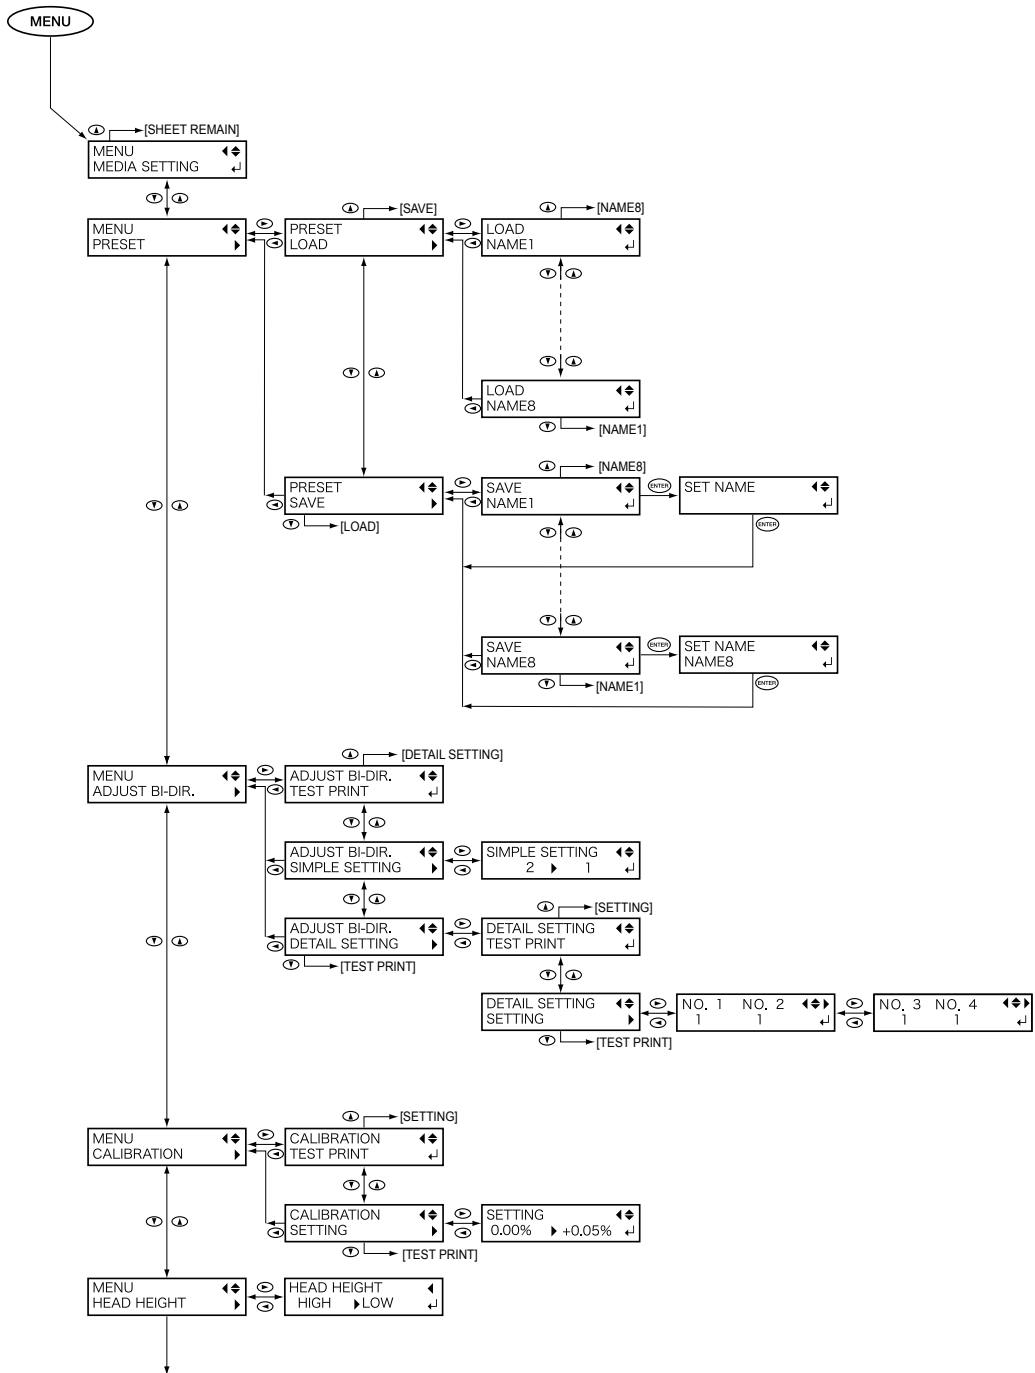 MENU
[SHEET REMAIN]
MENU
MEDIA SETTING
[SAVE]
[NAME8]
MENU
PRESET
PRESET
LOAD
LOAD
NAME1
LOAD
NAME8
[NAME1]
[NAME8]
PRESET
SAVE
[LOAD]
SAVE
NAME1
ENTER
SET NAME
ENTER
SAVE
NAME8
ENTER
SET NAME
NAME8
[NAME1]
ENTER
[DETAIL SETTING]
MENU
ADJUST BI-DIR.
ADJUST BI-DIR.
TEST PRINT
ADJUST BI-DIR.
SIMPLE SETTING
SIMPLE SETTING
2 1
[SETTING]
ADJUST BI-DIR.
DETAIL SETTING
[TEST PRINT]
DETAIL SETTING
TEST PRINT
DETAIL SETTING
SETTING
[TEST PRINT]
NO. 1 NO. 2
1 1
NO. 3 NO. 4
1 1
[SETTING]
MENU
CALIBRATION
CALIBRATION
TEST PRINT
CALIBRATION
SETTING
[TEST PRINT]
SETTING
0.00% +0.05%
MENU
HEAD HEIGHT
HEAD HEIGHT
HIGH LOW